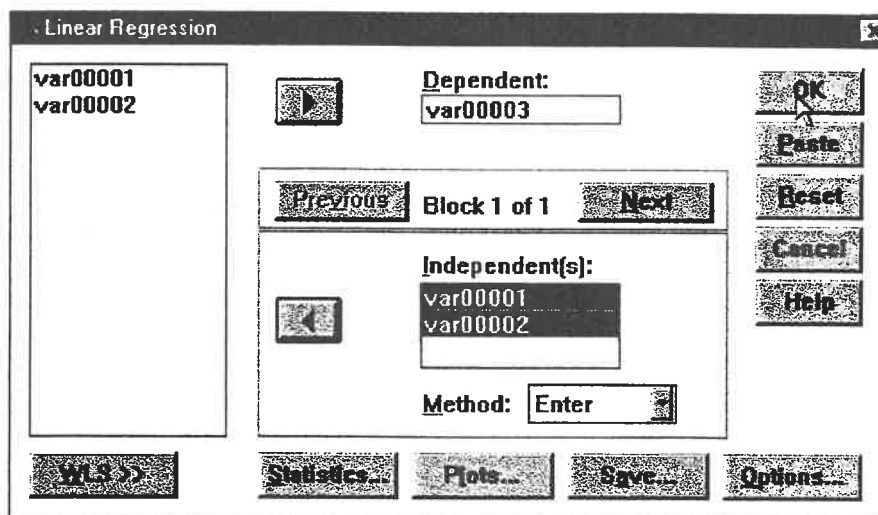 Linear Regression
var00001
var00002
Dependent:
var00003
OK
Paste
Previous
Block 1 of 1
Next
Reset
Independent(s):
var00001
var00002
Cancel
Help
Method:
Enter
WLS >>
Statistics...
Plots...
Save...
Options...